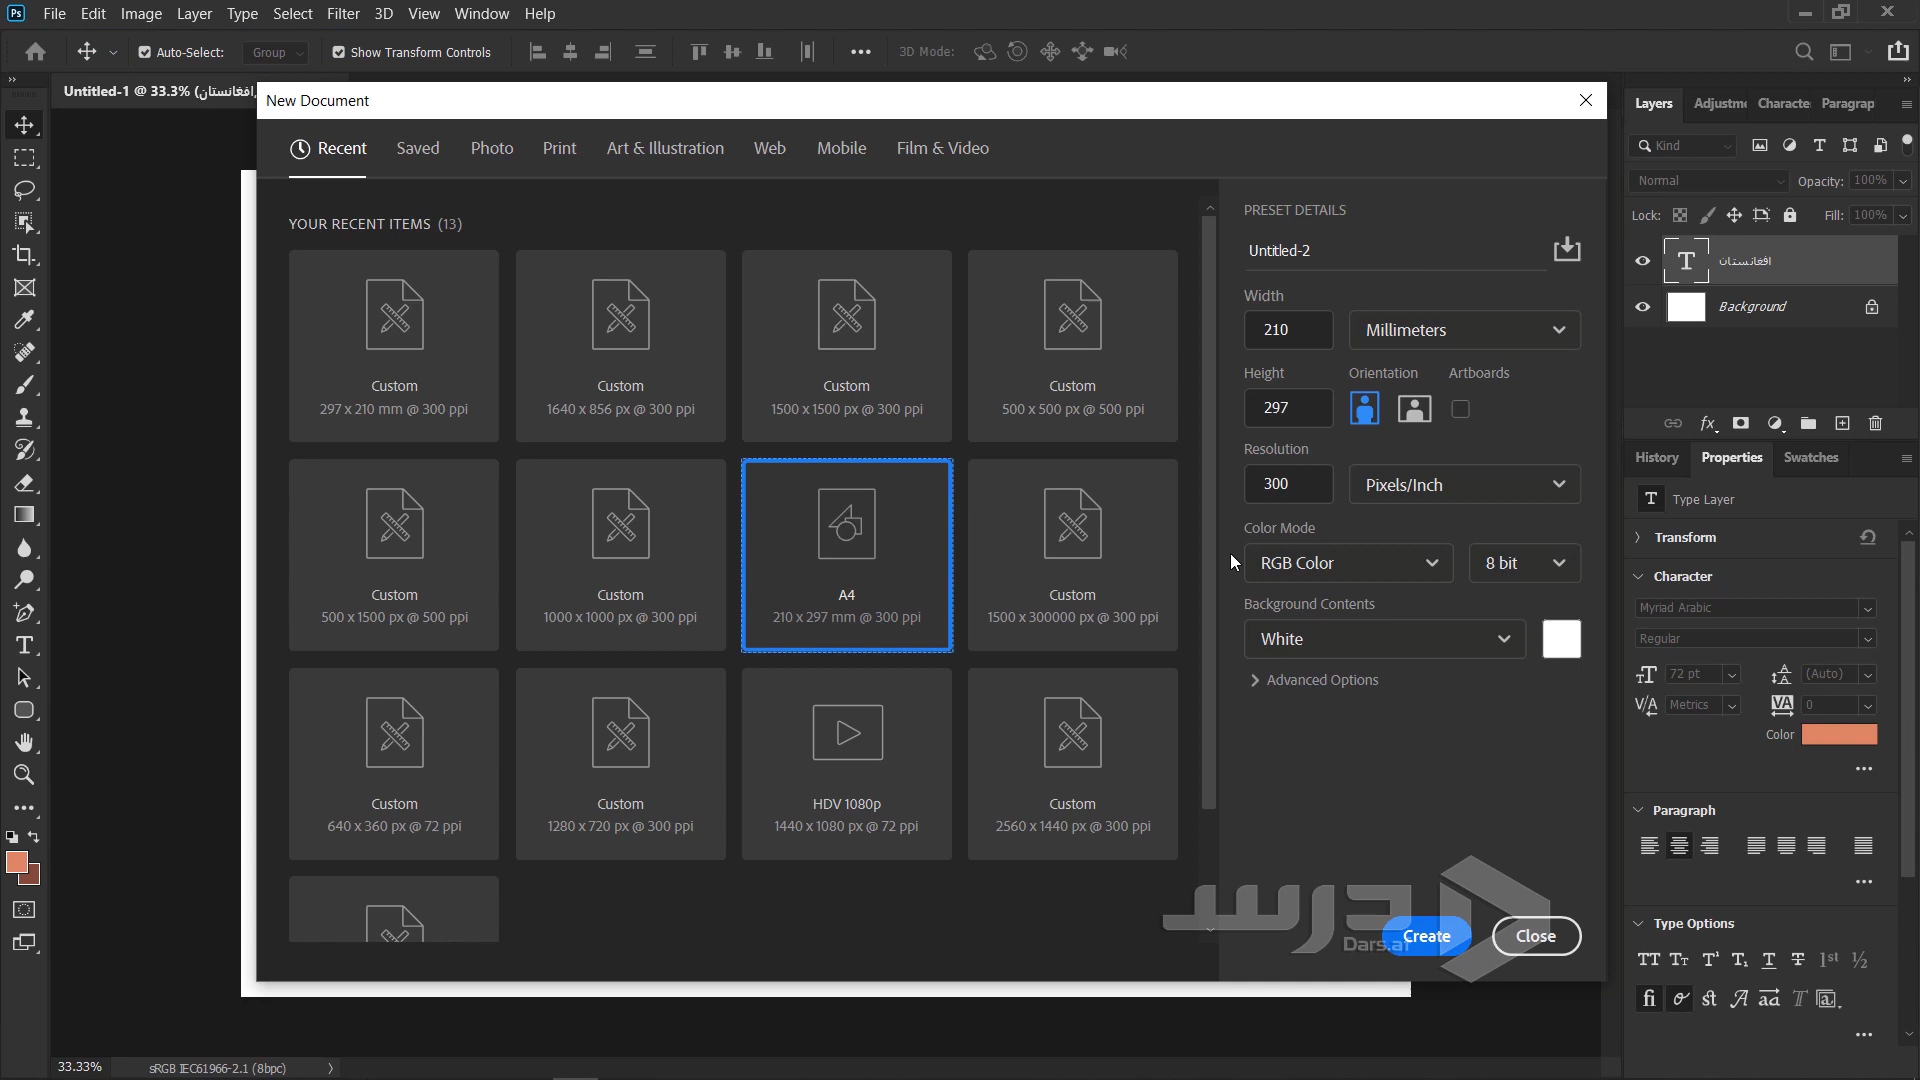 Ps File Edit Image Layer Type Select Filter 3D View Window Help
Auto-Select: Group Show Transform Controls 3D Mode:
Untitled-1 @ 33.3% (افغانستان,
New Document
Recent Saved Photo Print Art & Illustration Web Mobile Film & Video
YOUR RECENT ITEMS (13)
Custom
297 x 210 mm @ 300 ppi
Custom
1640 x 856 px @ 300 ppi
Custom
1500 x 1500 px @ 300 ppi
Custom
500 x 500 px @ 500 ppi
Custom
500 x 1500 px @ 500 ppi
Custom
1000 x 1000 px @ 300 ppi
A4
210 x 297 mm @ 300 ppi
Custom
1500 x 300000 px @ 300 ppi
Custom
640 x 360 px @ 72 ppi
Custom
1280 x 720 px @ 300 ppi
HDV 1080p
1440 x 1080 px @ 72 ppi
Custom
2560 x 1440 px @ 300 ppi
PRESET DETAILS
Untitled-2
Width
210 Millimeters
Height Orientation Artboards
297
Resolution
300 Pixels/Inch
Color Mode
RGB Color 8 bit
Background Contents
White
Advanced Options
درس
Dars.af
Create Close
Layers Adjustme Characte Paragrap
Kind
Normal Opacity: 100%
Lock: Fill: 100%
T افغانستان
Background
fx
History Properties Swatches
T Type Layer
Transform
Character
Myriad Arabic
Regular
72 pt (Auto)
Metrics 0
Color
Paragraph
Type Options
33.33% sRGB IEC61966-2.1 (8bpc)